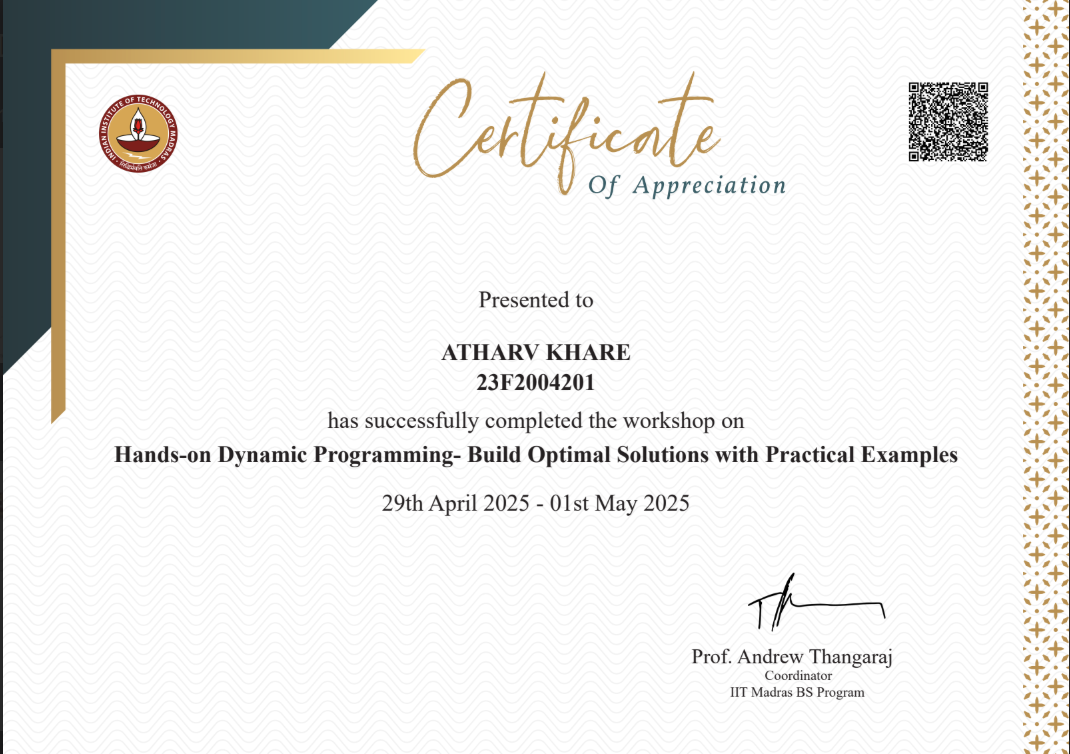 INDIAN INSTITUTE OF TECHNOLOGY MADRAS
Certificate
Of Appreciation
Presented to
ATHARV KHARE
23F2004201
has successfully completed the workshop on
Hands-on Dynamic Programming- Build Optimal Solutions with Practical Examples
29th April 2025 - 01st May 2025
Prof. Andrew Thangaraj
Coordinator
IIT Madras BS Program